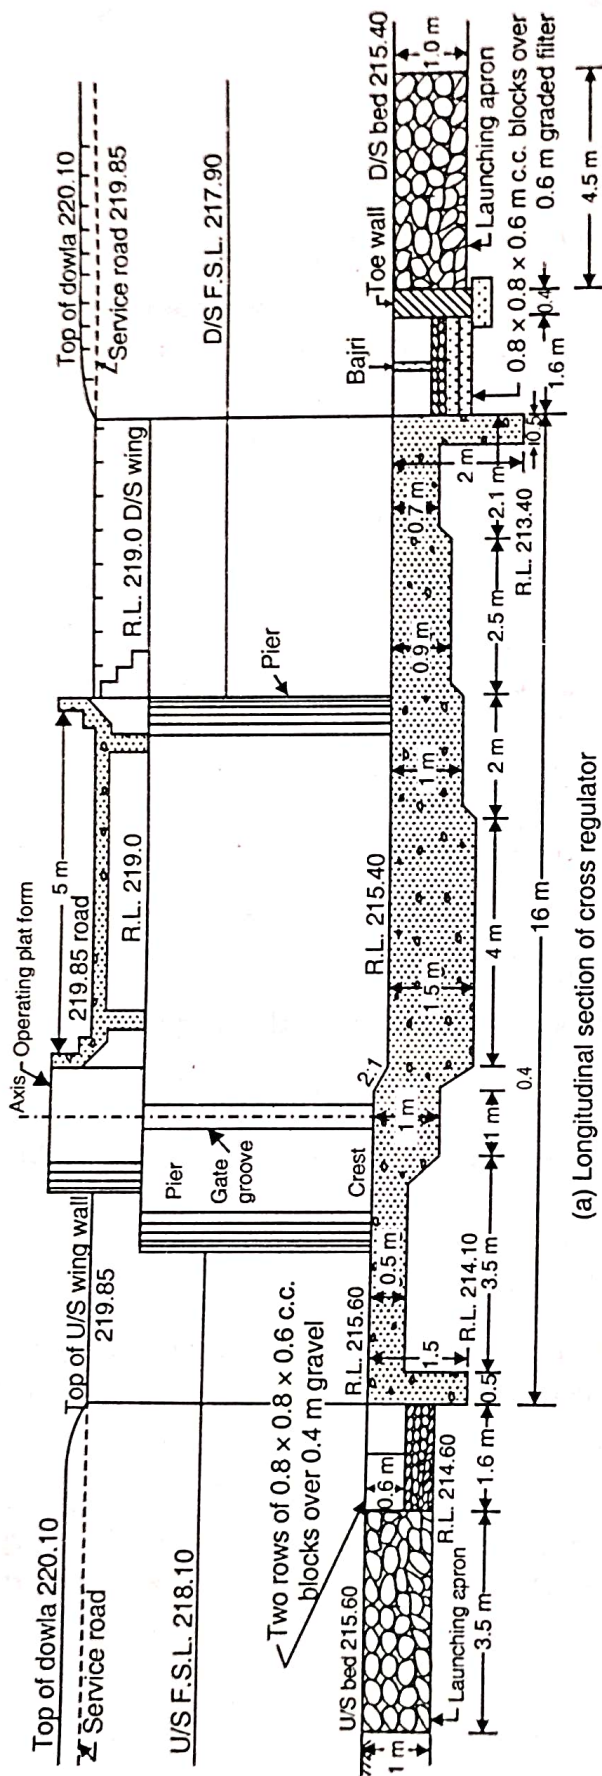 Top of dowla 220.10
Service road
U/S F.S.L. 218.10
Two rows of 0.8 × 0.8 × 0.6 c.c.
blocks over 0.4 m gravel
U/S bed 215.60
1 m
Launching apron
3.5 m
0.6 m
R.L. 214.60
1.6 m
Top of U/S wing wall
219.85
R.L. 215.60
1.5
R.L. 214.10
0.5
0.5 m
3.5 m
Axis
Operating plat form
Pier
Gate
groove
Crest
1 m
1 m
2:1
5 m
219.85 road
R.L. 219.0
R.L. 215.40
1.5 m
4 m
0.4
16 m
1 m
2 m
Pier
R.L. 219.0 D/S wing
0.9 m
2.5 m
0.7 m
2.1 m
2 m
R.L. 213.40
0.5
Top of dowla 220.10
Service road 219.85
D/S F.S.L. 217.90
Bajri
Toe wall
D/S bed 215.40
1.0 m
Launching apron
0.8 × 0.8 × 0.6 m c.c. blocks over
0.6 m graded filter
1.6 m
0.4
4.5 m
(a) Longitudinal section of cross regulator